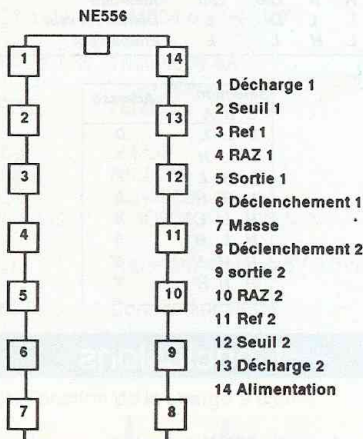 NE556
1
14
2
13
3
12
4
11
5
10
6
9
7
8
1 Décharge 1
2 Seuil 1
3 Ref 1
4 RAZ 1
5 Sortie 1
6 Déclenchement 1
7 Masse
8 Déclenchement 2
9 sortie 2
10 RAZ 2
11 Ref 2
12 Seuil 2
13 Décharge 2
14 Alimentation